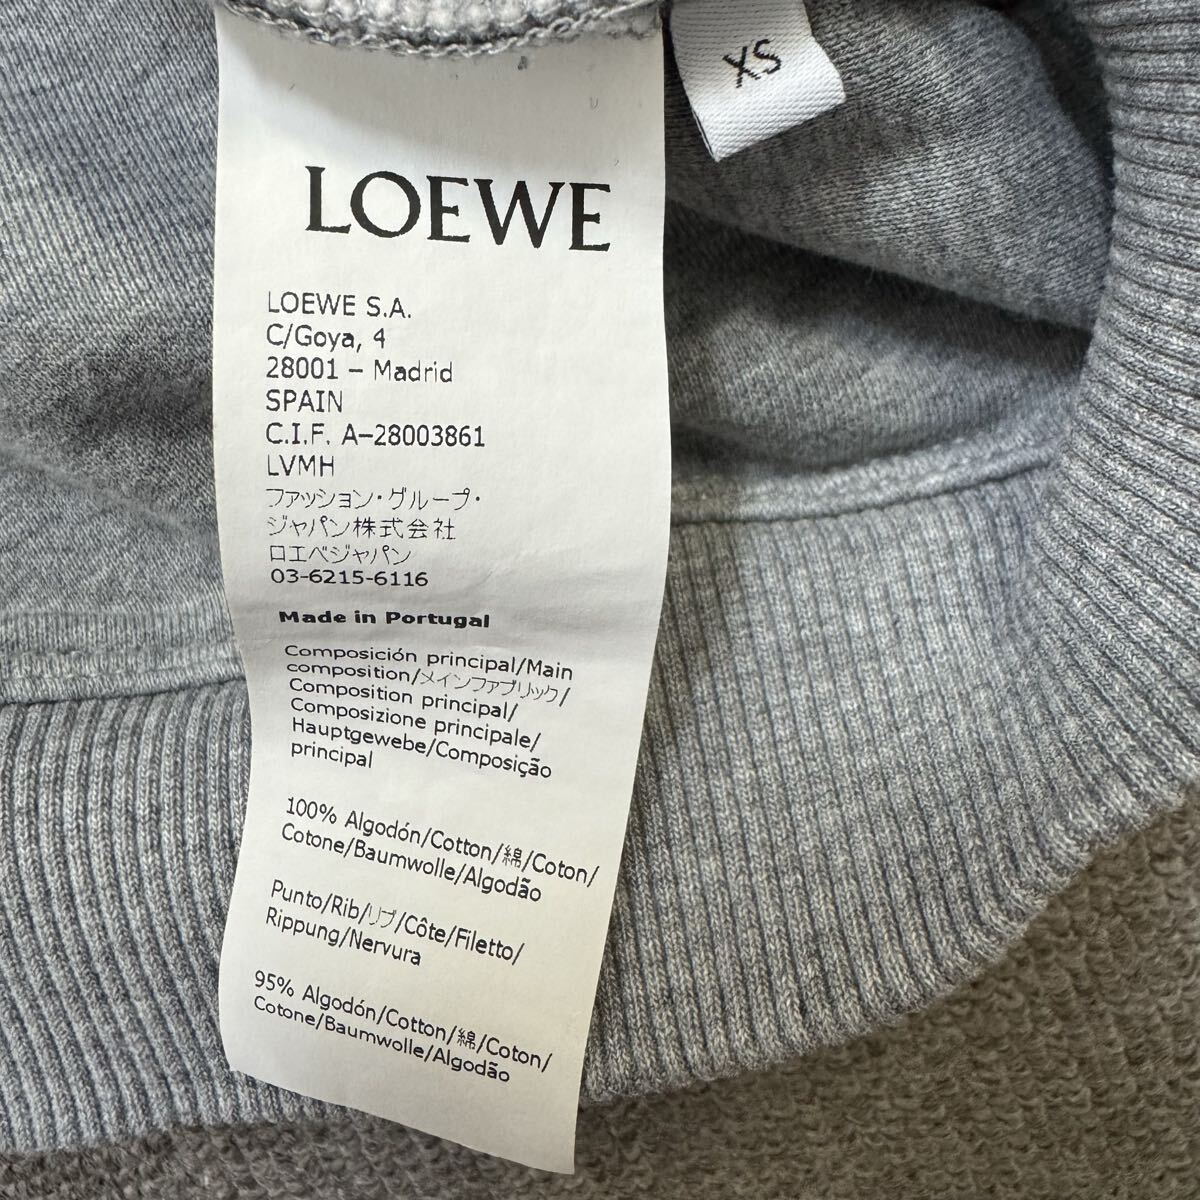 XS
LOEWE
LOEWE S.A.
C/Goya, 4
28001 – Madrid
SPAIN
C.I.F. A–28003861
LVMH
ファッション・グループ・
ジャパン株式会社
ロエベジャパン
03-6215-6116
Made in Portugal
Composición principal/Main
composition/メインファブリック/
Composition principal/
Composizione principale/
Hauptgewebe/Composição
principal
100% Algodón/Cotton/綿/Coton/
Cotone/Baumwolle/Algodão
Punto/Rib/リブ/Côte/Filetto/
Rippung/Nervura
95% Algodón/Cotton/綿/Coton/
Cotone/Baumwolle/Algodão